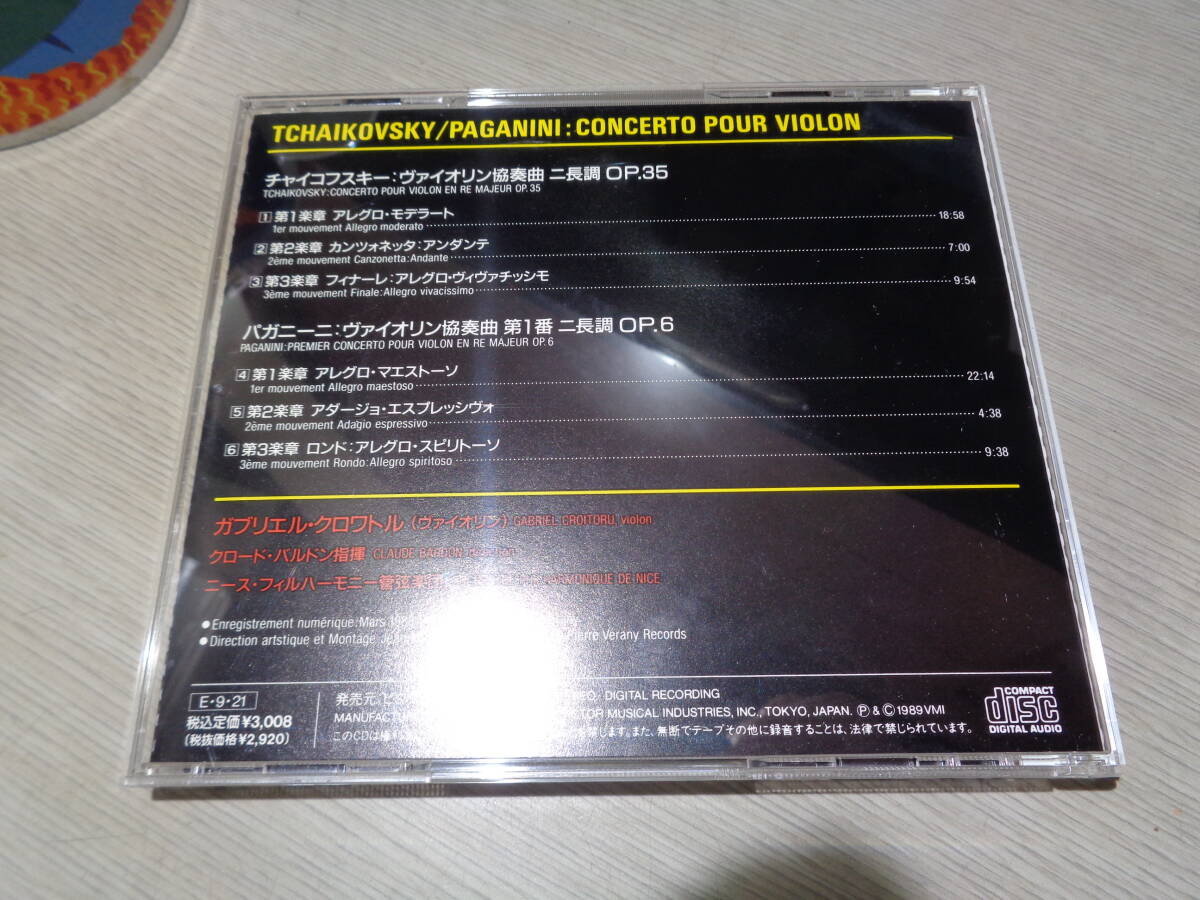 TCHAIKOVSKY/PAGANINI:CONCERTO POUR VIOLON
チャイコフスキー:ヴァイオリン協奏曲 ニ長調 OP.35
TCHAIKOVSKY:CONCERTO POUR VIOLON EN RE MAJEUR OP.35
1 第1楽章 アレグロ・モデラート 18:58
1er mouvement Allegro moderato
2 第2楽章 カンツォネッタ:アンダンテ 7:00
2ème mouvement Canzonetta:Andante
3 第3楽章 フィナーレ:アレグロ・ヴィヴァチッシモ 9:54
3ème mouvement Finale:Allegro vivacissimo
パガニーニ:ヴァイオリン協奏曲 第1番 ニ長調 OP.6
PAGANINI:PREMIER CONCERTO POUR VIOLON EN RE MAJEUR OP.6
4 第1楽章 アレグロ・マエストーソ 22:14
1er mouvement Allegro maestoso
5 第2楽章 アダージョ・エスプレッシヴォ 4:38
2ème mouvement Adagio espressivo
6 第3楽章 ロンド:アレグロ・スピリトーソ 9:38
3ème mouvement Rondo:Allegro spiritoso
ガブリエル・クロワトル(ヴァイオリン) GABRIEL CROITORU, violon
クロード・バルドン指揮 CLAUDE BARDON
ニース・フィルハーモニー管弦楽団 DE NICE
●Enregistrement numérique:Mars
●Direction artstique et Montage Pierre Verany Records
E・9・21
税込定価¥3,008
(税抜価格¥2,920)
発売元 DIGITAL RECORDING
MUSICAL INDUSTRIES, INC., TOKYO, JAPAN. Ⓟ & Ⓒ 1989 VMI
このCDは を禁じます。また、無断でテープその他に録音することは、法律で禁じられています。
COMPACT
disc
DIGITAL AUDIO